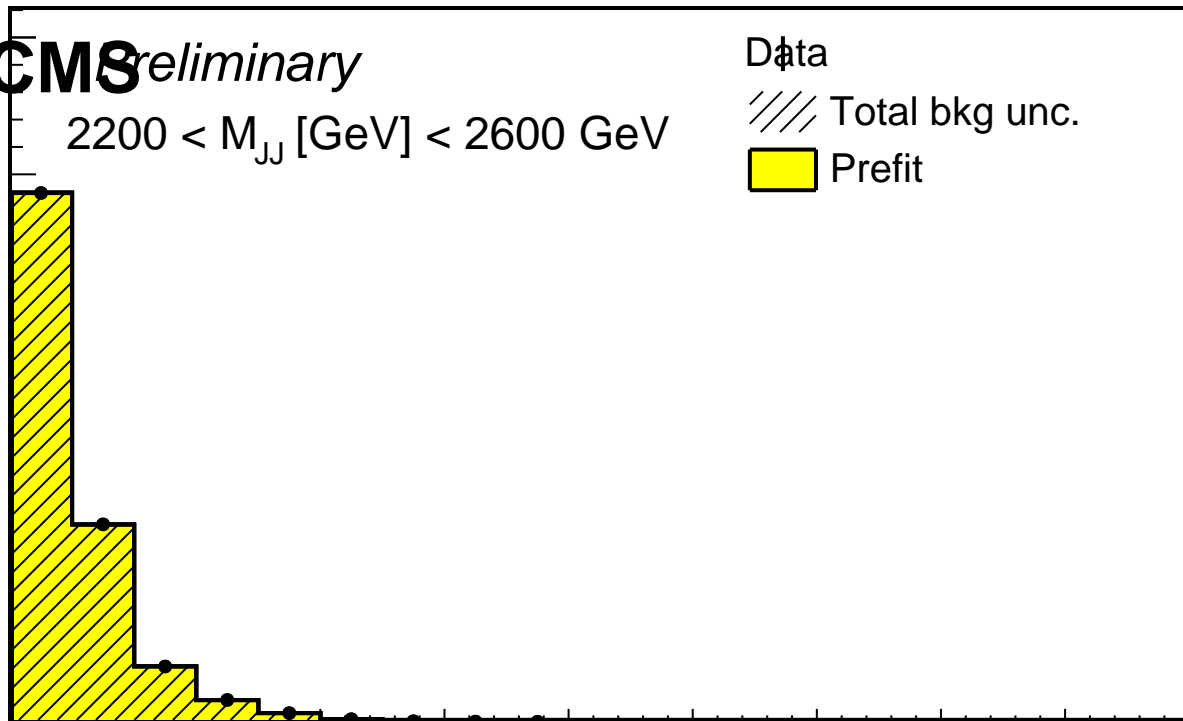 CMS Preliminary
2200 < M_JJ [GeV] < 2600 GeV
Data
Total bkg unc.
Prefit